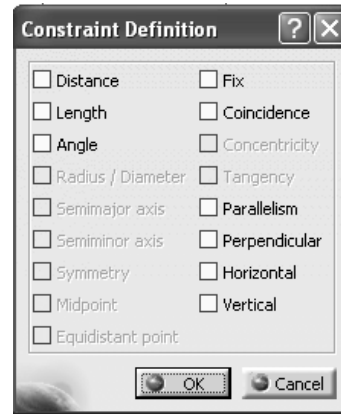 Constraint Definition ? X
Distance Fix
Length Coincidence
Angle Concentricity
Radius / Diameter Tangency
Semimajor axis Parallelism
Semiminor axis Perpendicular
Symmetry Horizontal
Midpoint Vertical
Equidistant point
OK Cancel